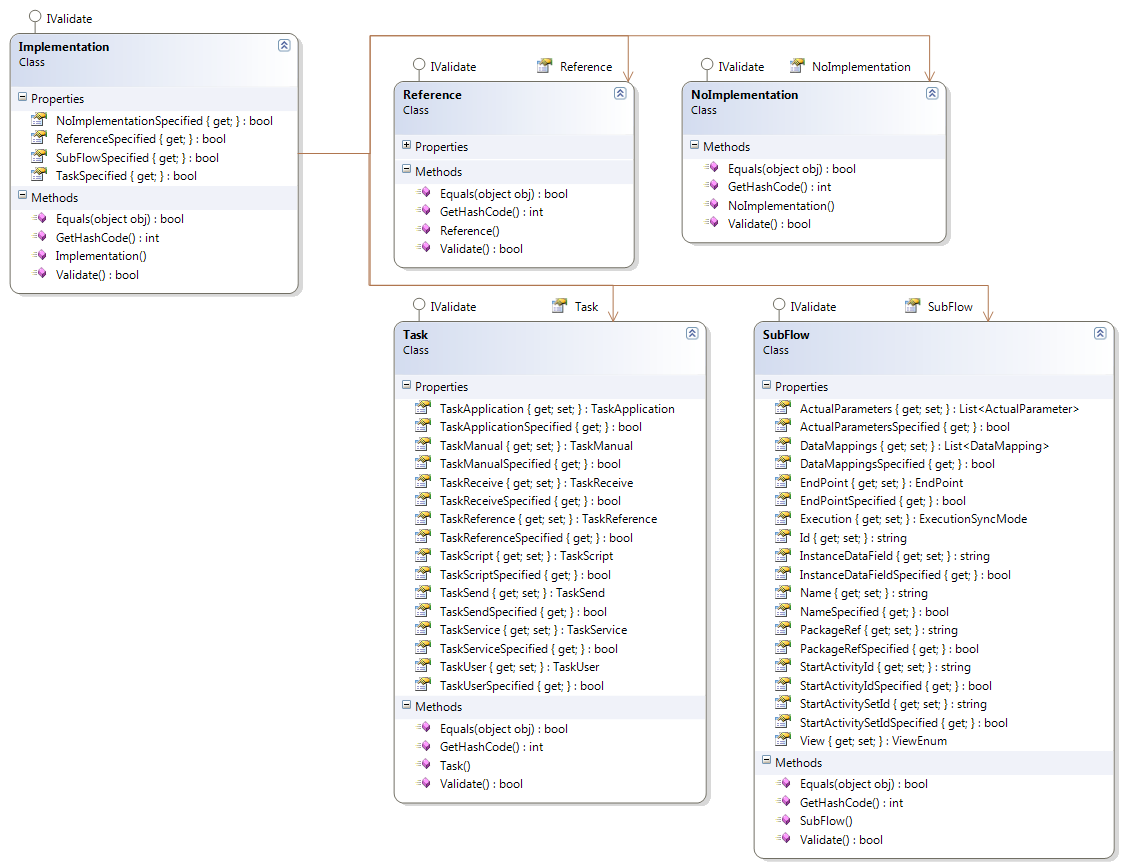 IValidate
Implementation
Class
Properties
NoImplementationSpecified { get; } : bool
ReferenceSpecified { get; } : bool
SubFlowSpecified { get; } : bool
TaskSpecified { get; } : bool
Methods
Equals(object obj) : bool
GetHashCode() : int
Implementation()
Validate() : bool
IValidate
Reference
Reference
Class
Properties
Methods
Equals(object obj) : bool
GetHashCode() : int
Reference()
Validate() : bool
IValidate
NoImplementation
NoImplementation
Class
Methods
Equals(object obj) : bool
GetHashCode() : int
NoImplementation()
Validate() : bool
IValidate
Task
Task
Class
Properties
TaskApplication { get; set; } : TaskApplication
TaskApplicationSpecified { get; } : bool
TaskManual { get; set; } : TaskManual
TaskManualSpecified { get; } : bool
TaskReceive { get; set; } : TaskReceive
TaskReceiveSpecified { get; } : bool
TaskReference { get; set; } : TaskReference
TaskReferenceSpecified { get; } : bool
TaskScript { get; set; } : TaskScript
TaskScriptSpecified { get; } : bool
TaskSend { get; set; } : TaskSend
TaskSendSpecified { get; } : bool
TaskService { get; set; } : TaskService
TaskServiceSpecified { get; } : bool
TaskUser { get; set; } : TaskUser
TaskUserSpecified { get; } : bool
Methods
Equals(object obj) : bool
GetHashCode() : int
Task()
Validate() : bool
IValidate
SubFlow
SubFlow
Class
Properties
ActualParameters { get; set; } : List<ActualParameter>
ActualParametersSpecified { get; } : bool
DataMappings { get; set; } : List<DataMapping>
DataMappingsSpecified { get; } : bool
EndPoint { get; set; } : EndPoint
EndPointSpecified { get; } : bool
Execution { get; set; } : ExecutionSyncMode
Id { get; set; } : string
InstanceDataField { get; set; } : string
InstanceDataFieldSpecified { get; } : bool
Name { get; set; } : string
NameSpecified { get; } : bool
PackageRef { get; set; } : string
PackageRefSpecified { get; } : bool
StartActivityId { get; set; } : string
StartActivityIdSpecified { get; } : bool
StartActivitySetId { get; set; } : string
StartActivitySetIdSpecified { get; } : bool
View { get; set; } : ViewEnum
Methods
Equals(object obj) : bool
GetHashCode() : int
SubFlow()
Validate() : bool